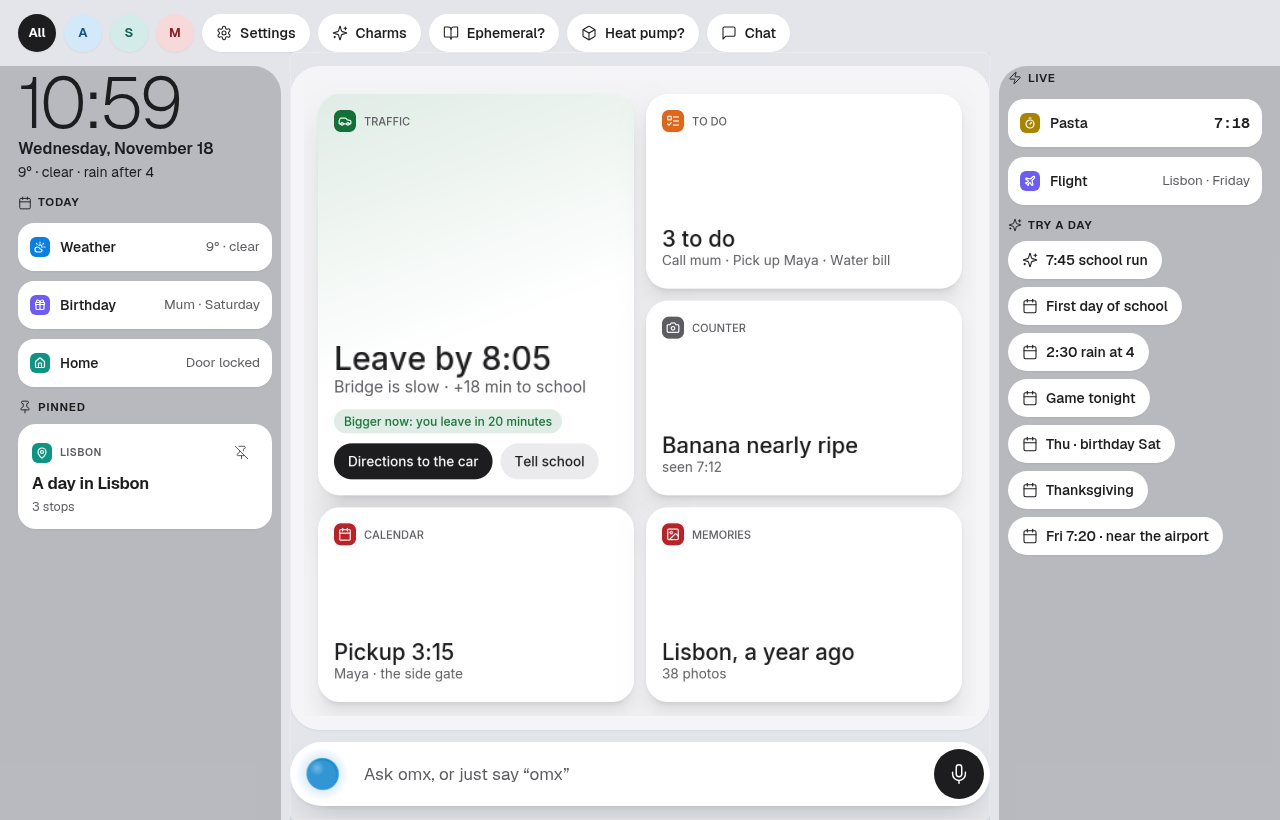 All
A
S
M
Settings
Charms
Ephemeral?
Heat pump?
Chat
10:59
Wednesday, November 18
9° · clear · rain after 4
TODAY
Weather
9° · clear
Birthday
Mum · Saturday
Home
Door locked
PINNED
LISBON
A day in Lisbon
3 stops
TRAFFIC
Leave by 8:05
Bridge is slow · +18 min to school
Bigger now: you leave in 20 minutes
Directions to the car
Tell school
TO DO
3 to do
Call mum · Pick up Maya · Water bill
COUNTER
Banana nearly ripe
seen 7:12
CALENDAR
Pickup 3:15
Maya · the side gate
MEMORIES
Lisbon, a year ago
38 photos
Ask omx, or just say “omx”
LIVE
Pasta
7:18
Flight
Lisbon · Friday
TRY A DAY
7:45 school run
First day of school
2:30 rain at 4
Game tonight
Thu · birthday Sat
Thanksgiving
Fri 7:20 · near the airport